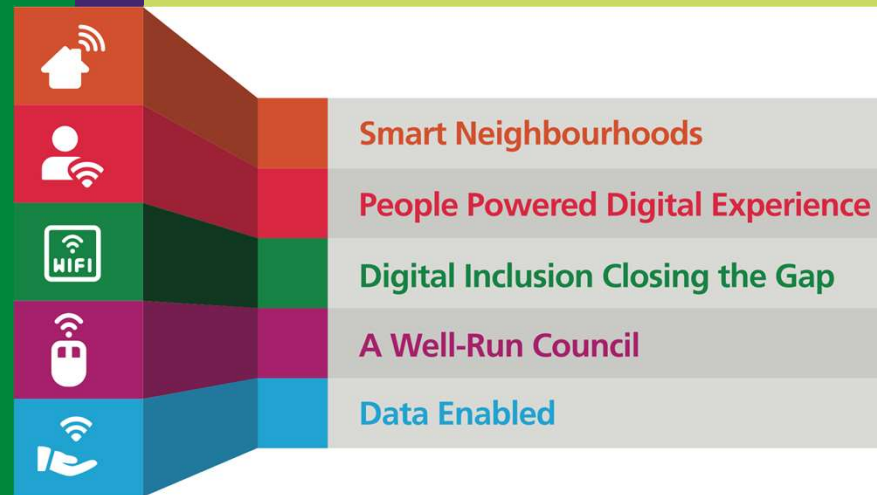 Smart Neighbourhoods
People Powered Digital Experience
WIFI
Digital Inclusion Closing the Gap
A Well-Run Council
Data Enabled